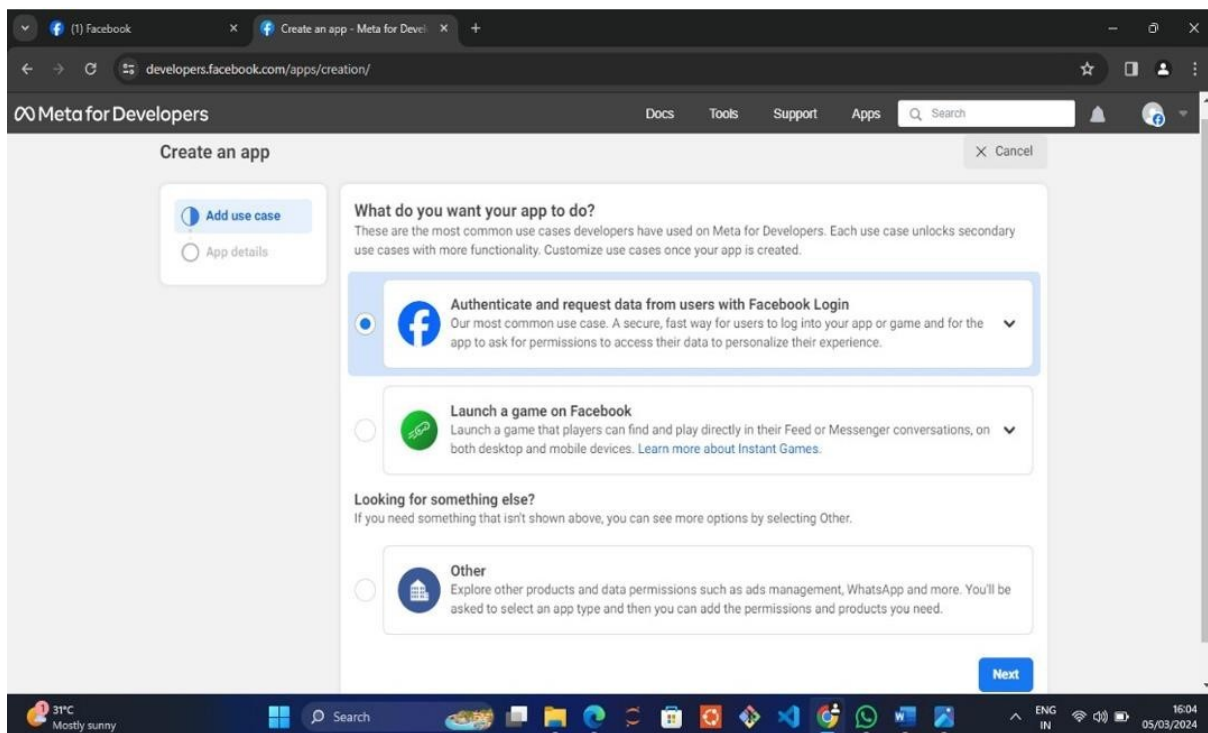 (1) Facebook
Create an app - Meta for Devel
developers.facebook.com/apps/creation/
Meta for Developers
Docs
Tools
Support
Apps
Search
Create an app
Cancel
Add use case
App details
What do you want your app to do?
These are the most common use cases developers have used on Meta for Developers. Each use case unlocks secondary
use cases with more functionality. Customize use cases once your app is created.
Authenticate and request data from users with Facebook Login
Our most common use case. A secure, fast way for users to log into your app or game and for the
app to ask for permissions to access their data to personalize their experience.
Launch a game on Facebook
Launch a game that players can find and play directly in their Feed or Messenger conversations, on
both desktop and mobile devices. Learn more about Instant Games.
Looking for something else?
If you need something that isn't shown above, you can see more options by selecting Other.
Other
Explore other products and data permissions such as ads management, WhatsApp and more. You'll be
asked to select an app type and then you can add the permissions and products you need.
Next
1
31°C
Mostly sunny
Search
ENG
IN
16:04
05/03/2024